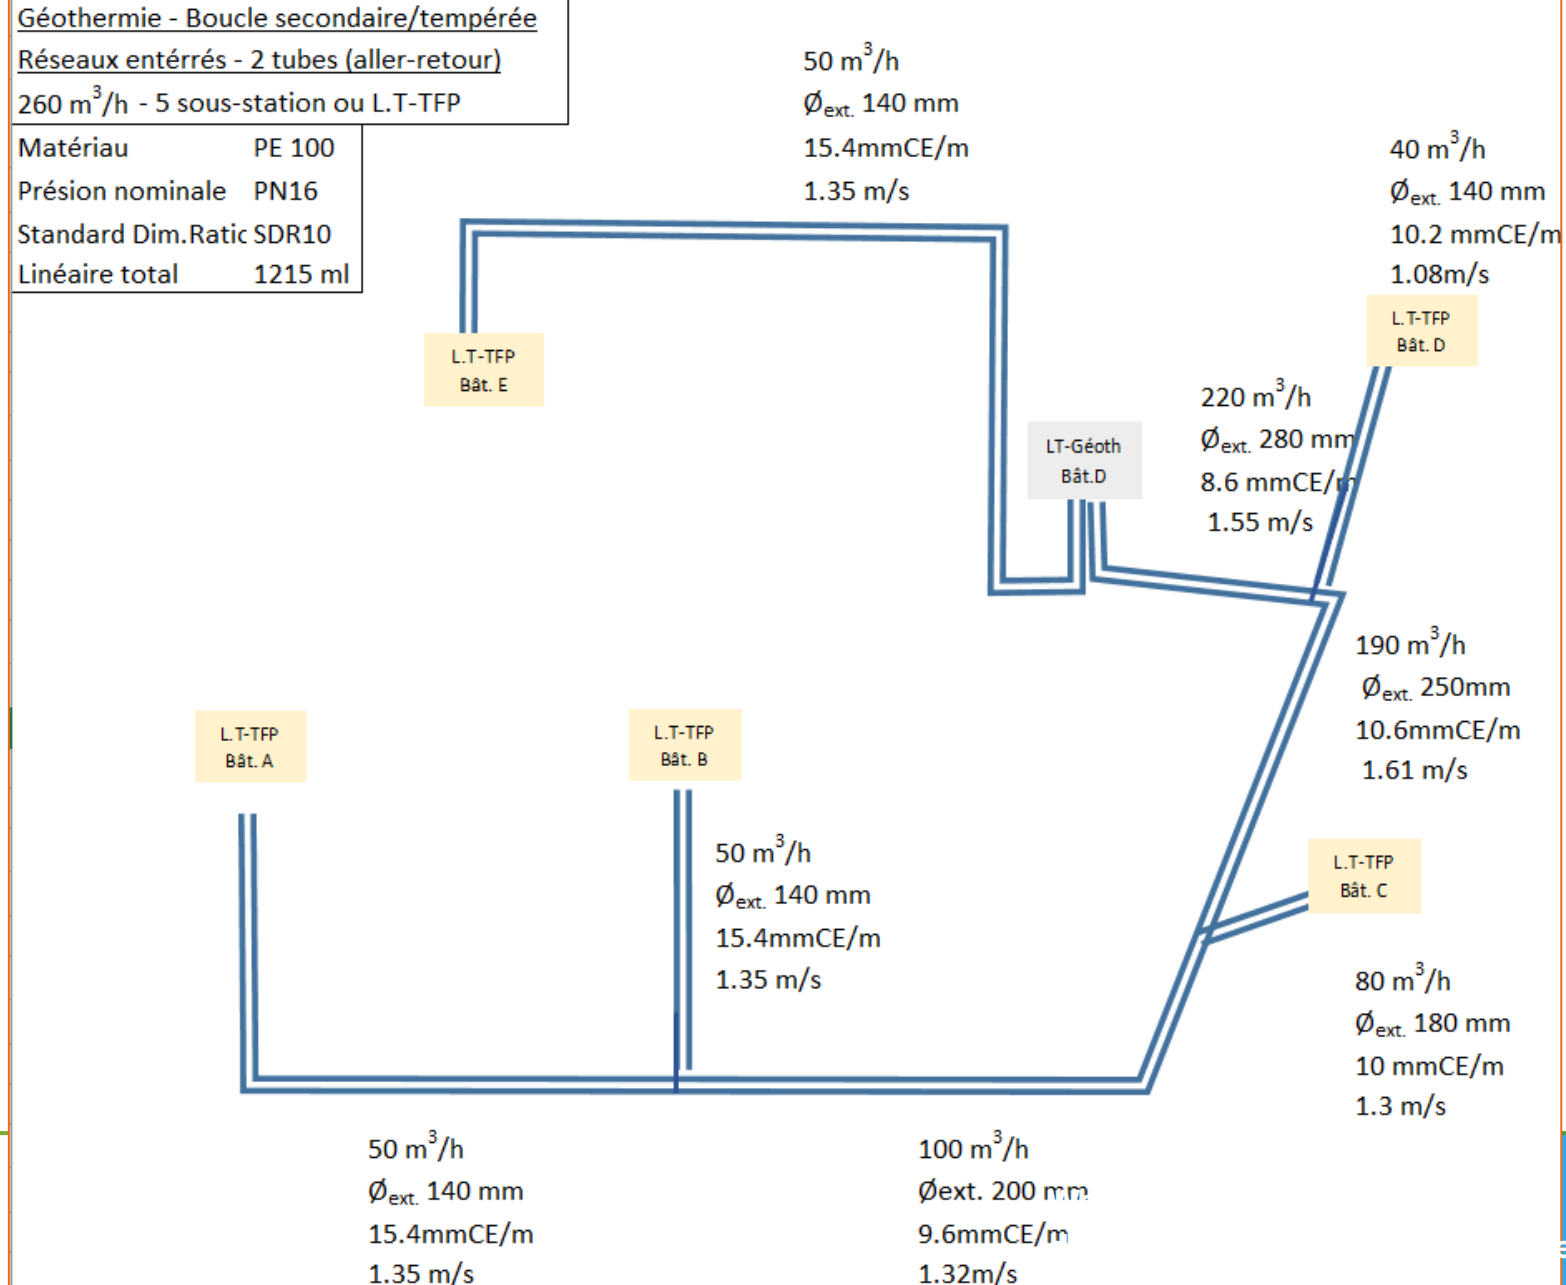 Géothermie - Boucle secondaire/tempérée
Réseaux entérrés - 2 tubes (aller-retour)
260 m³/h - 5 sous-station ou L.T-TFP
Matériau PE 100
Présion nominale PN16
Standard Dim.Ratic SDR10
Linéaire total 1215 ml
50 m³/h
Øext. 140 mm
15.4mmCE/m
1.35 m/s
40 m³/h
Øext. 140 mm
10.2 mmCE/m
1.08m/s
L.T-TFP
Bât. D
L.T-TFP
Bât. E
220 m³/h
Øext. 280 mm
8.6 mmCE/m
1.55 m/s
LT-Géoth
Bât.D
190 m³/h
Øext. 250mm
10.6mmCE/m
1.61 m/s
L.T-TFP
Bât. A
L.T-TFP
Bât. B
50 m³/h
Øext. 140 mm
15.4mmCE/m
1.35 m/s
L.T-TFP
Bât. C
80 m³/h
Øext. 180 mm
10 mmCE/m
1.3 m/s
50 m³/h
Øext. 140 mm
15.4mmCE/m
1.35 m/s
100 m³/h
Øext. 200 mm
9.6mmCE/m
1.32m/s